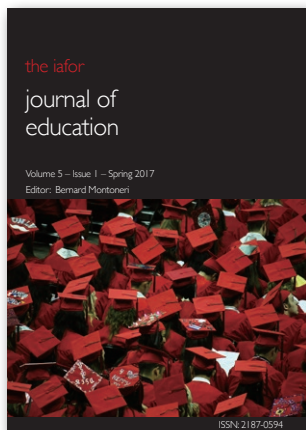 the iafor
journal of
education
Volume 5 – Issue 1 – Spring 2017
Editor: Bernard Montoneri
ISSN: 2187-0594